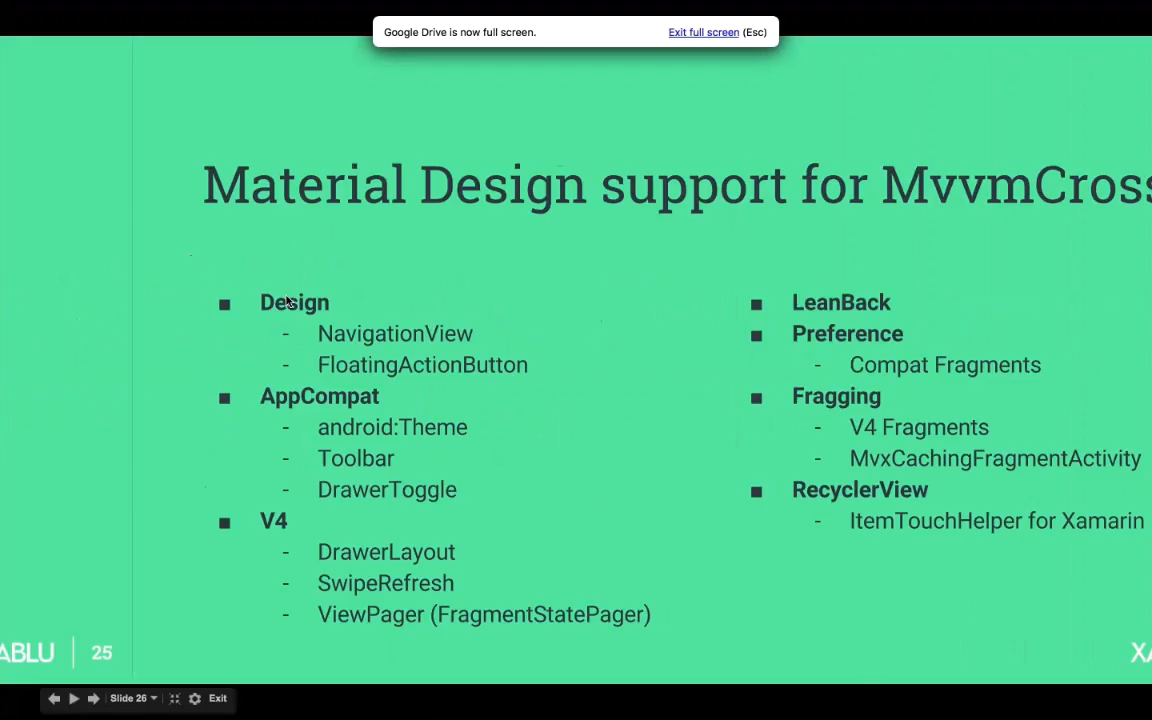 Google Drive is now full screen. Exit full screen (Esc)
Material Design support for MvvmCross
■ Design
- NavigationView
- FloatingActionButton
■ AppCompat
- android:Theme
- Toolbar
- DrawerToggle
■ V4
- DrawerLayout
- SwipeRefresh
- ViewPager (FragmentStatePager)
■ LeanBack
■ Preference
- Compat Fragments
■ Fragging
- V4 Fragments
- MvxCachingFragmentActivity
■ RecyclerView
- ItemTouchHelper for Xamarin
ABLU | 25
XA
Slide 26 Exit